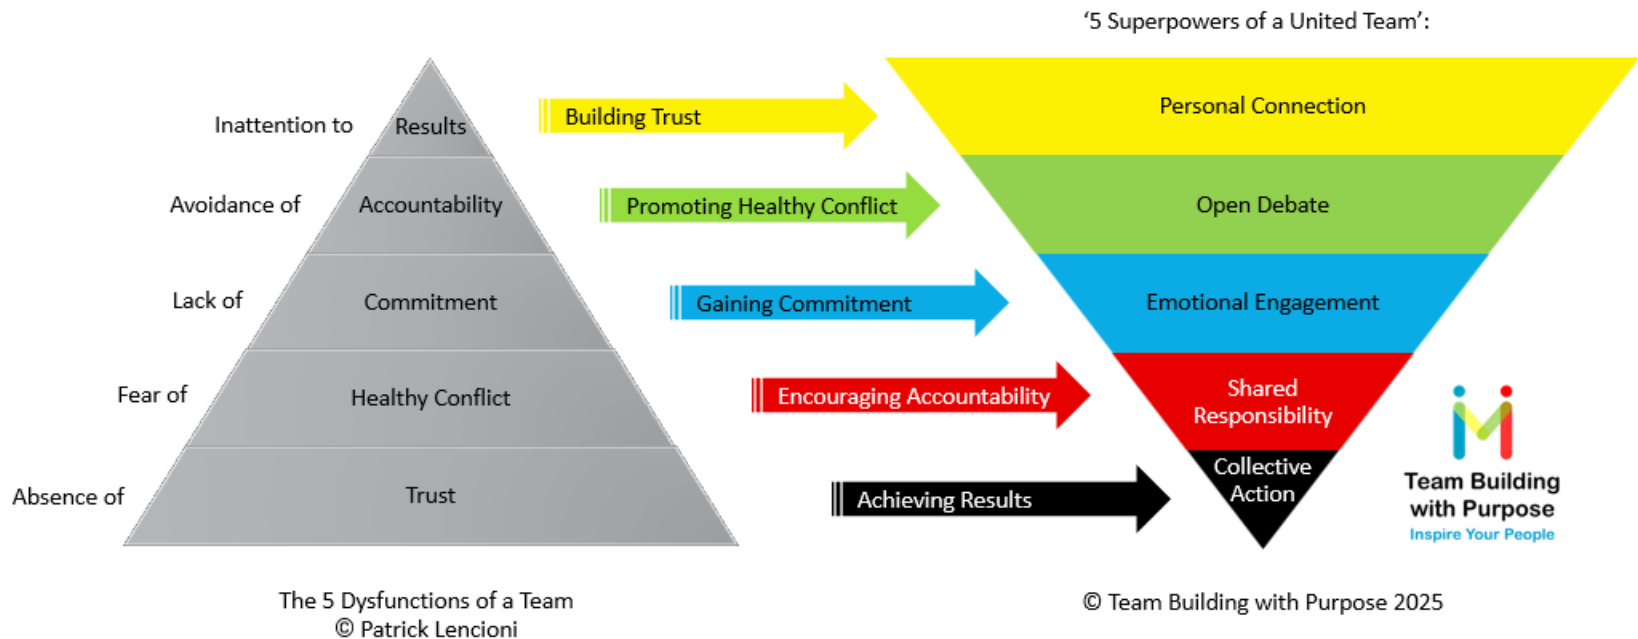 '5 Superpowers of a United Team':
Inattention to
Results
Building Trust
Personal Connection
Avoidance of
Accountability
Promoting Healthy Conflict
Open Debate
Lack of
Commitment
Gaining Commitment
Emotional Engagement
Fear of
Healthy Conflict
Encouraging Accountability
Shared
Responsibility
Absence of
Trust
Achieving Results
Collective
Action
Team Building
with Purpose
Inspire Your People
The 5 Dysfunctions of a Team
© Patrick Lencioni
© Team Building with Purpose 2025